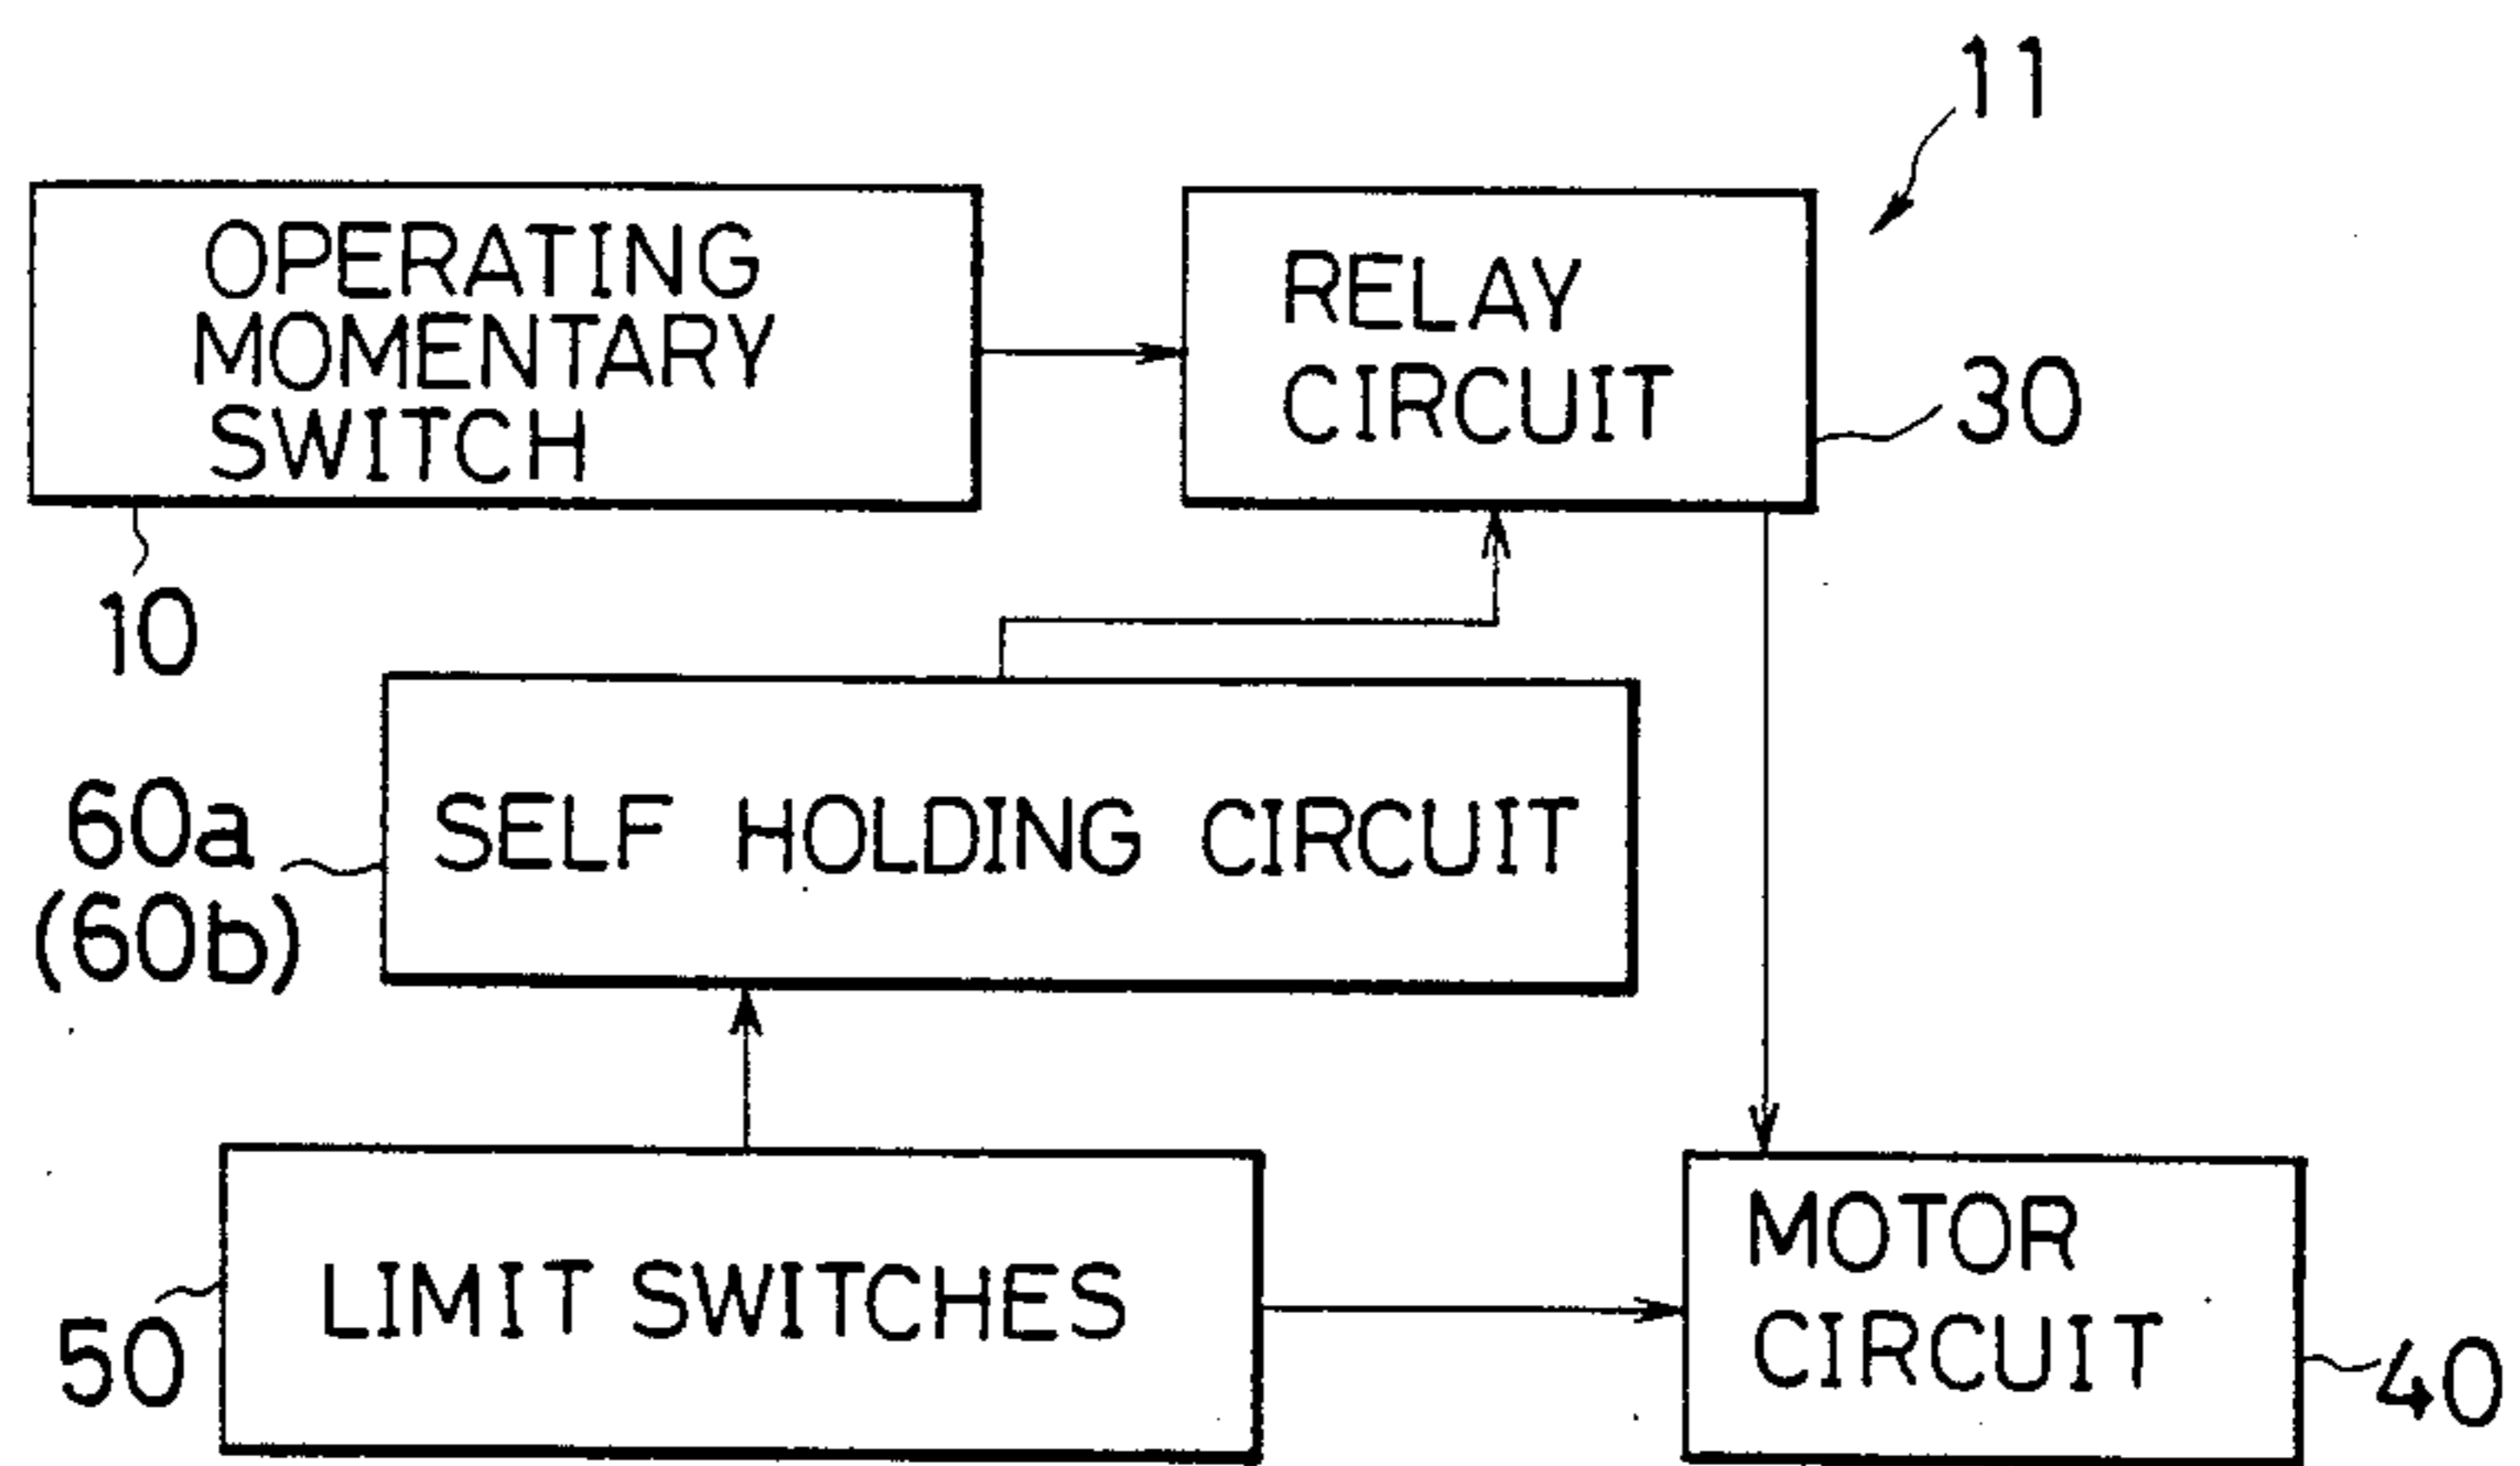 11
OPERATING
MOMENTARY
SWITCH
RELAY
CIRCUIT
30
10
SELF HOLDING CIRCUIT
60a
(60b)
LIMIT SWITCHES
50
MOTOR
CIRCUIT
40